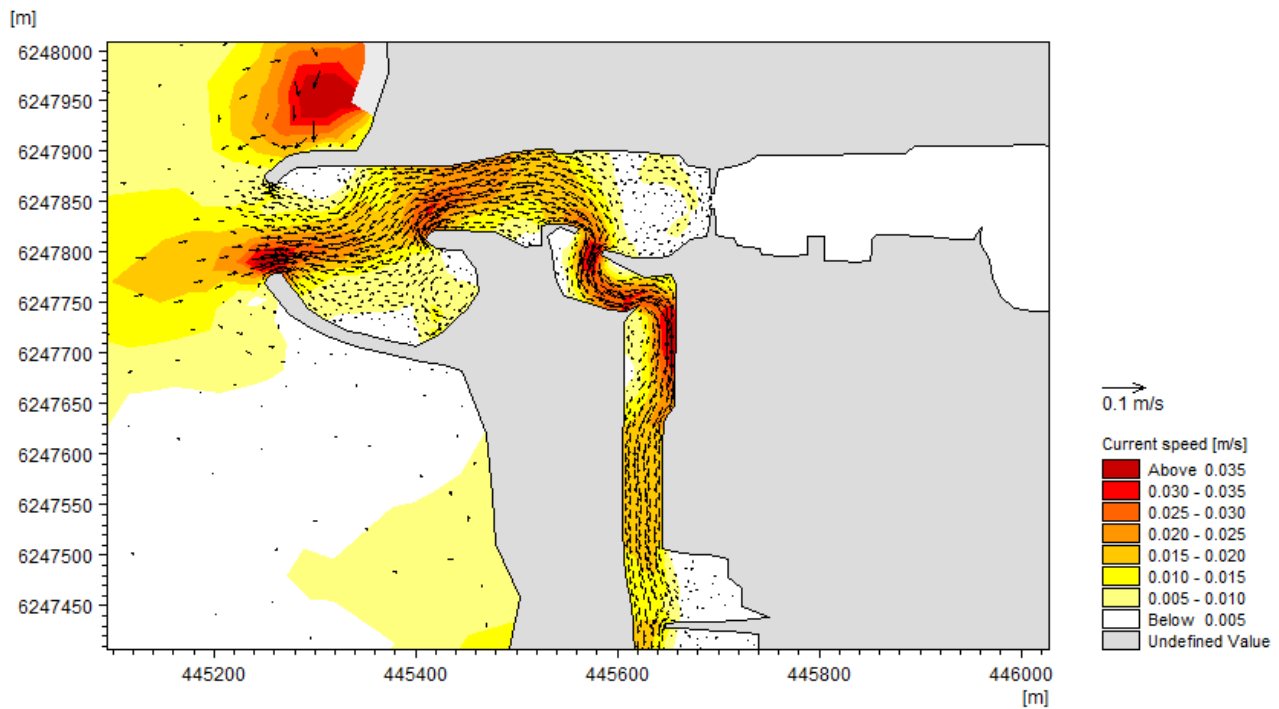 [m]
6248000
6247950
6247900
6247850
6247800
6247750
6247700
6247650
6247600
6247550
6247500
6247450
445200 445400 445600 445800 446000
[m]
0.1 m/s
Current speed [m/s]
Above 0.035
0.030 - 0.035
0.025 - 0.030
0.020 - 0.025
0.015 - 0.020
0.010 - 0.015
0.005 - 0.010
Below 0.005
Undefined Value